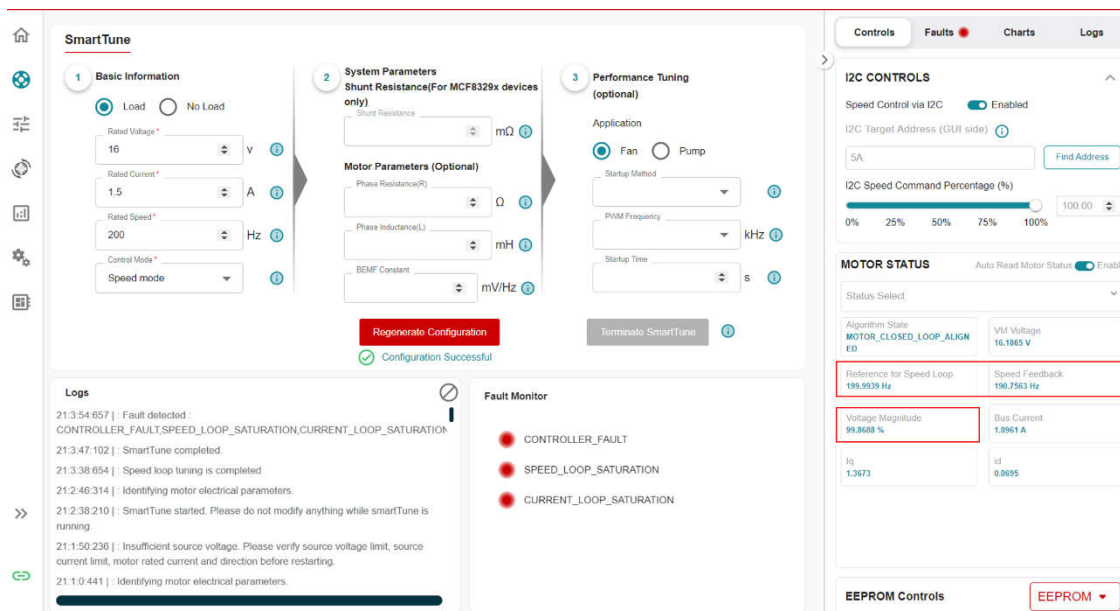 SmartTune
1
Basic Information
Load
No Load
Rated Voltage *
16
V
Rated Current *
1.5
A
Rated Speed *
200
Hz
Control Mode *
Speed mode
2
System Parameters
Shunt Resistance(For MCF8329x devices
only)
Shunt Resistance
mΩ
Motor Parameters (Optional)
Phase Resistance(R)
Ω
Phase Inductance(L)
mH
BEMF Constant
mV/Hz
3
Performance Tuning
(optional)
Application
Fan
Pump
Startup Method
PWM Frequency
kHz
Startup Time
s
Regenerate Configuration
Terminate SmartTune
Configuration Successful
Logs
21:3:54:657 | : Fault detected :
CONTROLLER_FAULT,SPEED_LOOP_SATURATION,CURRENT_LOOP_SATURATION
21:3:47:102 | : SmartTune completed.
21:3:38:654 | : Speed loop tuning is completed
21:2:46:314 | : Identifying motor electrical parameters.
21:2:38:210 | : SmartTune started. Please do not modify anything while smartTune is
running.
21:1:50:236 | : Insufficient source voltage. Please verify source voltage limit, source
current limit, motor rated current and direction before restarting.
21:1:0:441 | : Identifying motor electrical parameters.
Fault Monitor
CONTROLLER_FAULT
SPEED_LOOP_SATURATION
CURRENT_LOOP_SATURATION
Controls
Faults
Charts
Logs
I2C CONTROLS
Speed Control via I2C
Enabled
I2C Target Address (GUI side)
5A
Find Address
I2C Speed Command Percentage (%)
100.00
0% 25% 50% 75% 100%
MOTOR STATUS
Auto Read Motor Status
Enabl
Status Select
Algorithm State
MOTOR_CLOSED_LOOP_ALIGN
ED
VM Voltage
16.1865 V
Reference for Speed Loop
199.9939 Hz
Speed Feedback
190.7563 Hz
Voltage Magnitude
99.8688 %
Bus Current
1.0961 A
Iq
1.3673
id
0.0695
EEPROM Controls
EEPROM